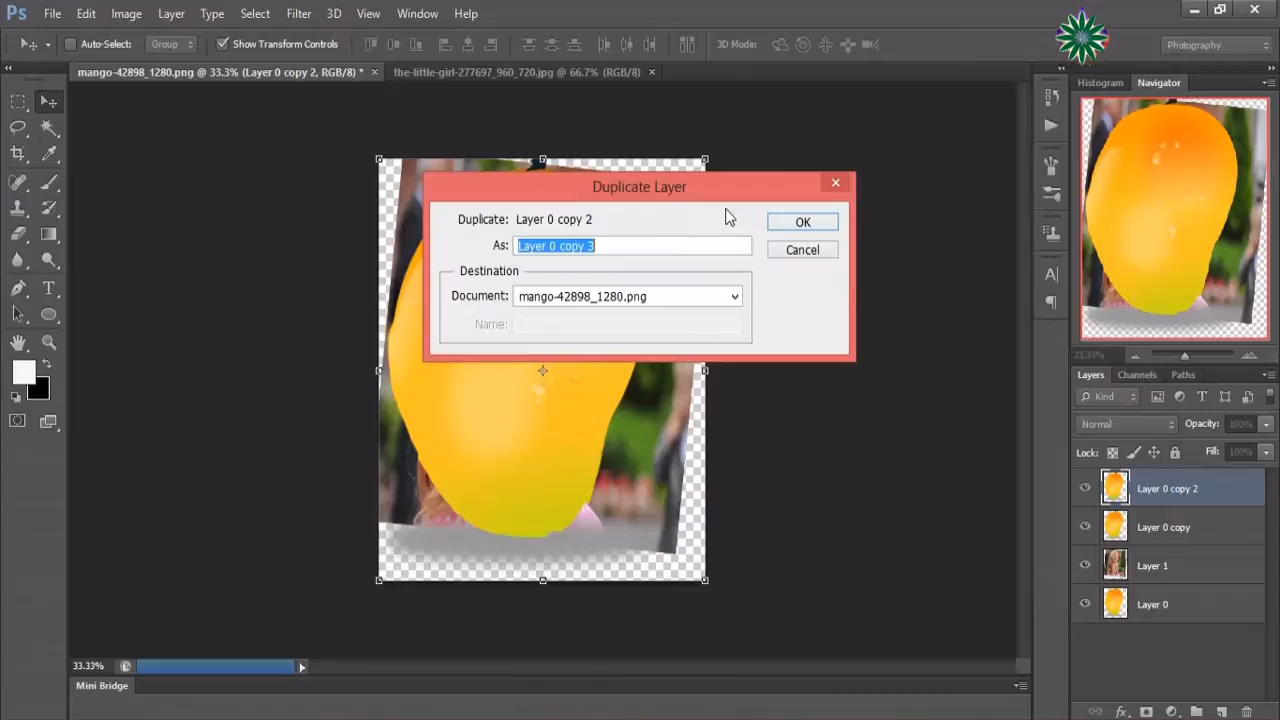 Ps File Edit Image Layer Type Select Filter 3D View Window Help
Auto-Select: Group Show Transform Controls 3D Mode: Photography
mango-42898_1280.png @ 33.3% (Layer 0 copy 2, RGB/8) * × the-little-girl-277697_960_720.jpg @ 66.7% (RGB/8) ×
Histogram Navigator
Duplicate Layer
Duplicate: Layer 0 copy 2
OK
As: Layer 0 copy 3
Cancel
Destination
Document: mango-42898_1280.png
Name:
33.33%
Layers Channels Paths
Kind
Normal Opacity: 100%
Lock: Fill: 100%
Layer 0 copy 2
Layer 0 copy
Layer 1
Layer 0
33.33%
Mini Bridge
fx